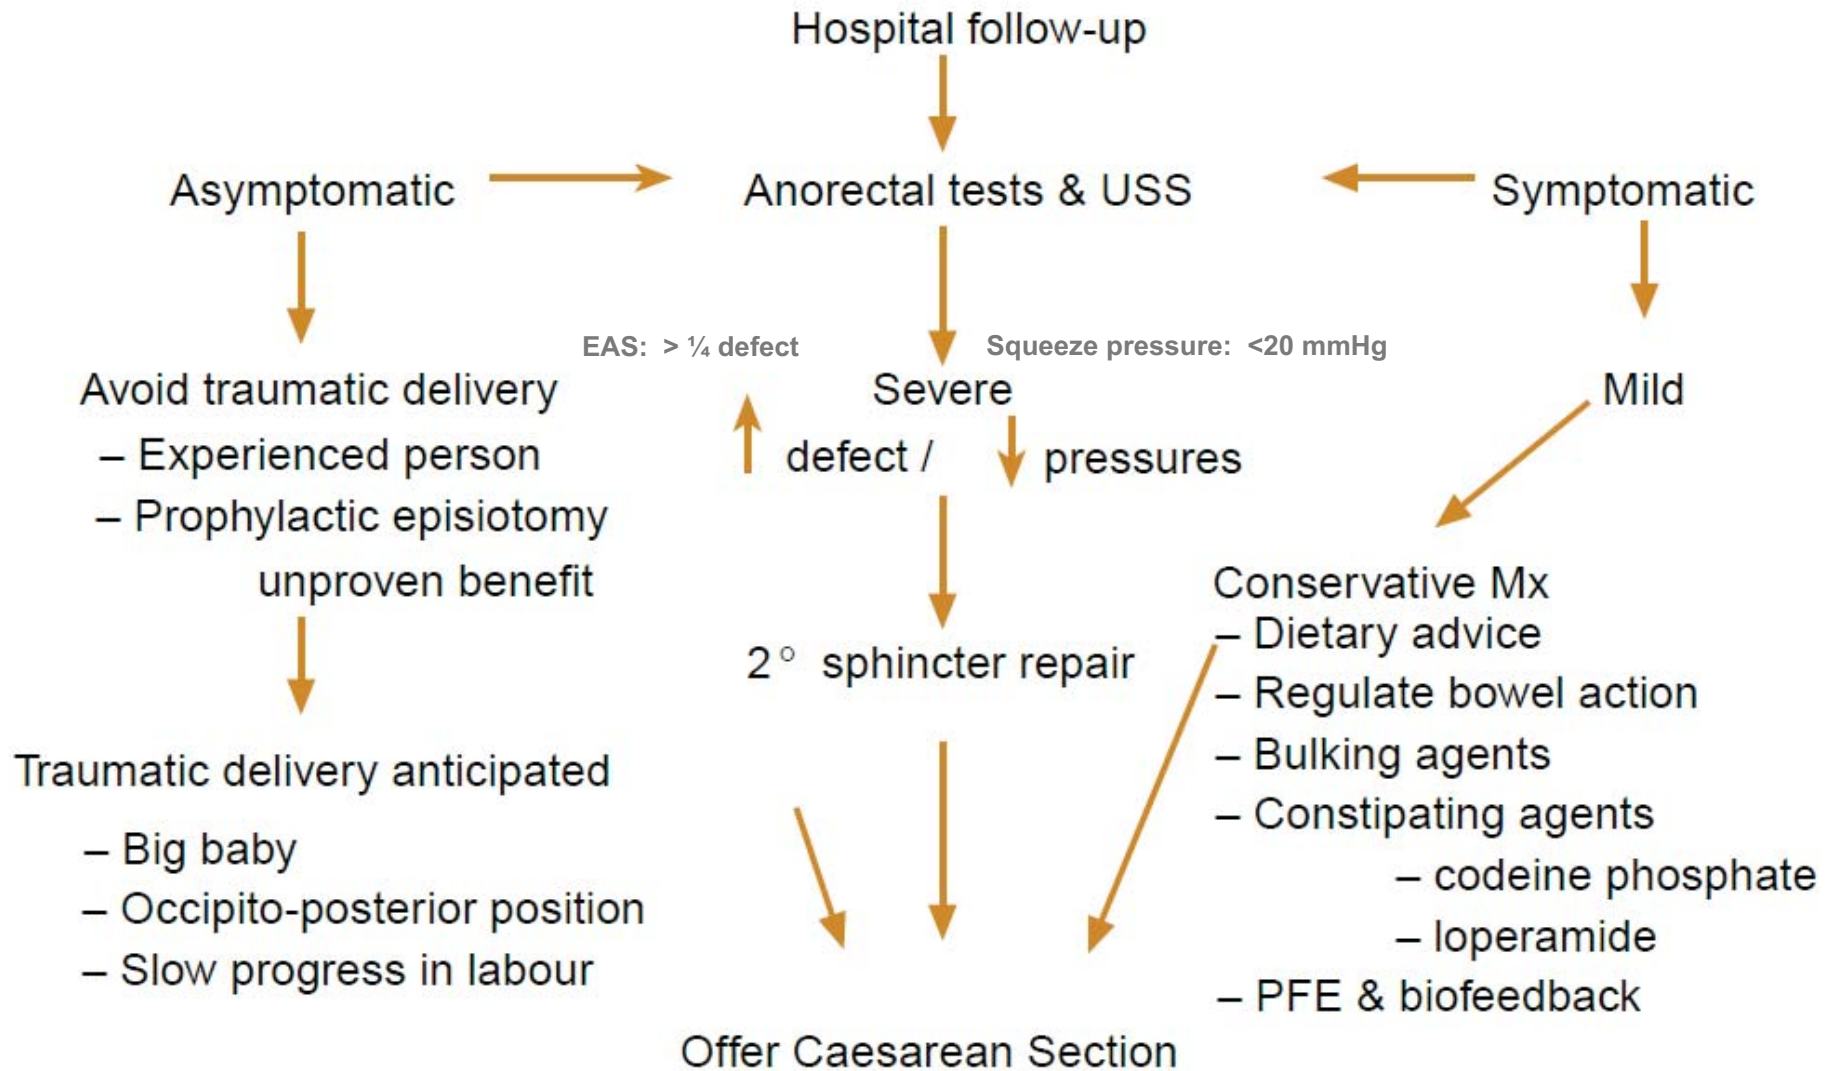 Hospital follow-up
Asymptomatic
Anorectal tests & USS
Symptomatic
EAS: > ¼ defect
Squeeze pressure: <20 mmHg
Severe
defect /
pressures
Avoid traumatic delivery
– Experienced person
– Prophylactic episiotomy
unproven benefit
Mild
2° sphincter repair
Conservative Mx
– Dietary advice
– Regulate bowel action
– Bulking agents
– Constipating agents
– codeine phosphate
– loperamide
– PFE & biofeedback
Traumatic delivery anticipated
– Big baby
– Occipito-posterior position
– Slow progress in labour
Offer Caesarean Section